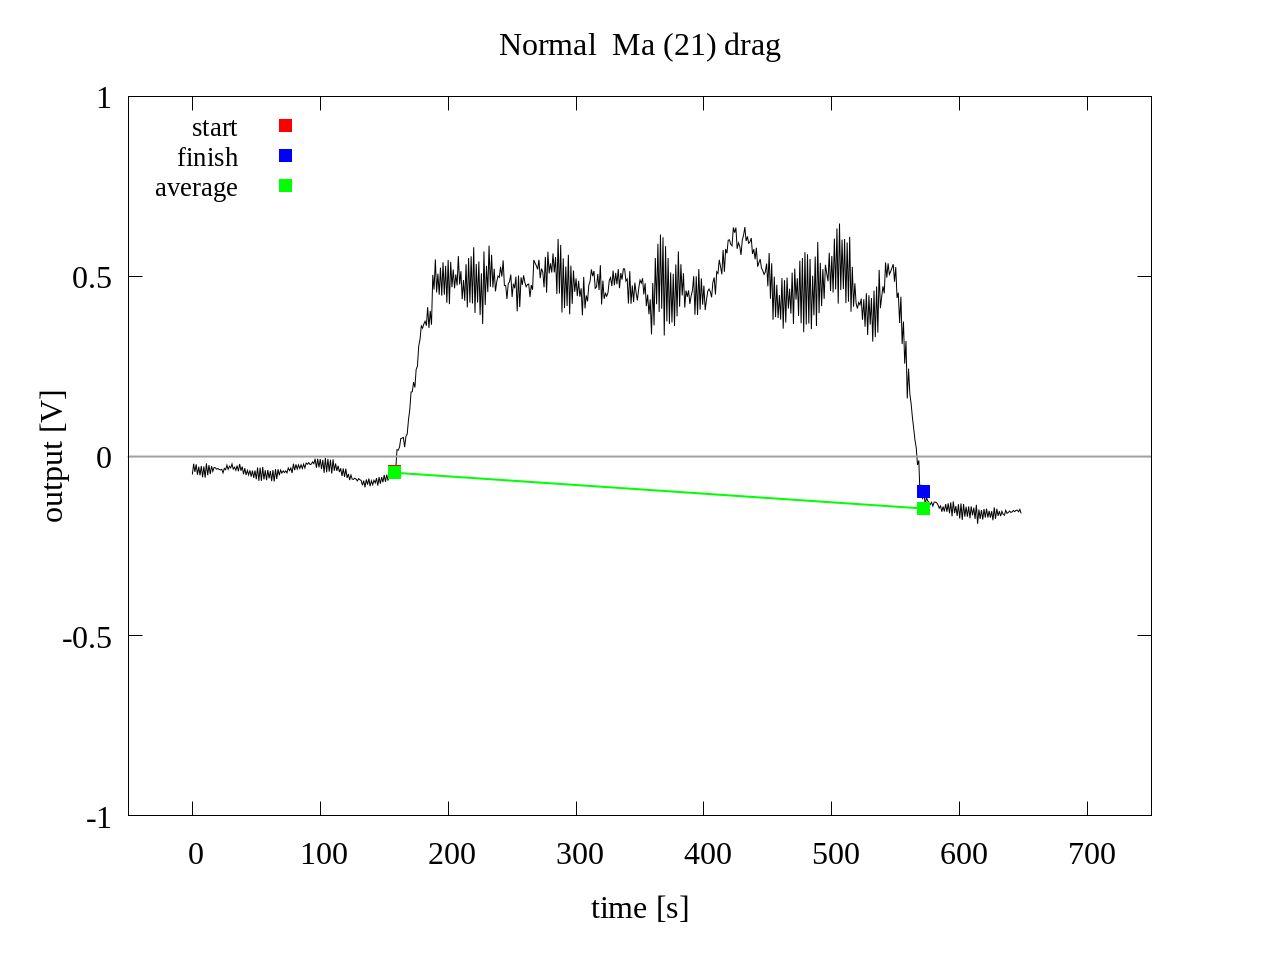 Normal  Ma (21) drag
1
start
finish
average
0.5
0
output [V]
-0.5
-1
0 100 200 300 400 500 600 700
time [s]